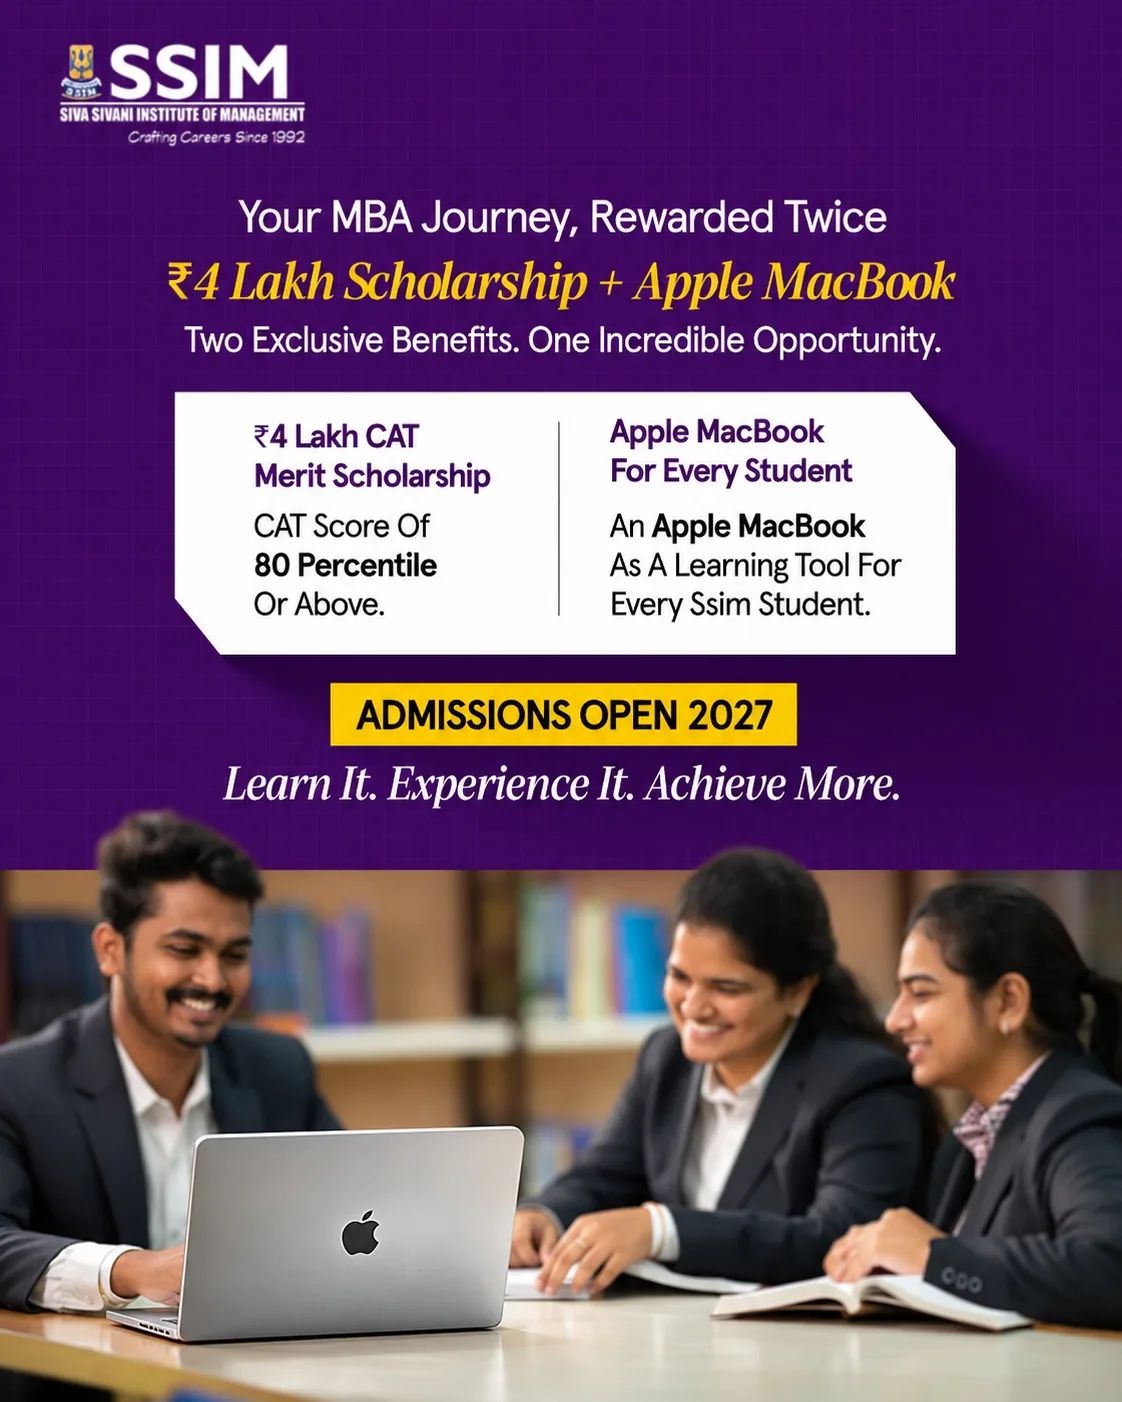 SSIM
SIVA SIVANI INSTITUTE OF MANAGEMENT
Crafting Careers Since 1992
Your MBA Journey, Rewarded Twice
₹4 Lakh Scholarship + Apple MacBook
Two Exclusive Benefits. One Incredible Opportunity.
₹4 Lakh CAT
Merit Scholarship
CAT Score Of
80 Percentile
Or Above.
Apple MacBook
For Every Student
An Apple MacBook
As A Learning Tool For
Every Ssim Student.
ADMISSIONS OPEN 2027
Learn It. Experience It. Achieve More.